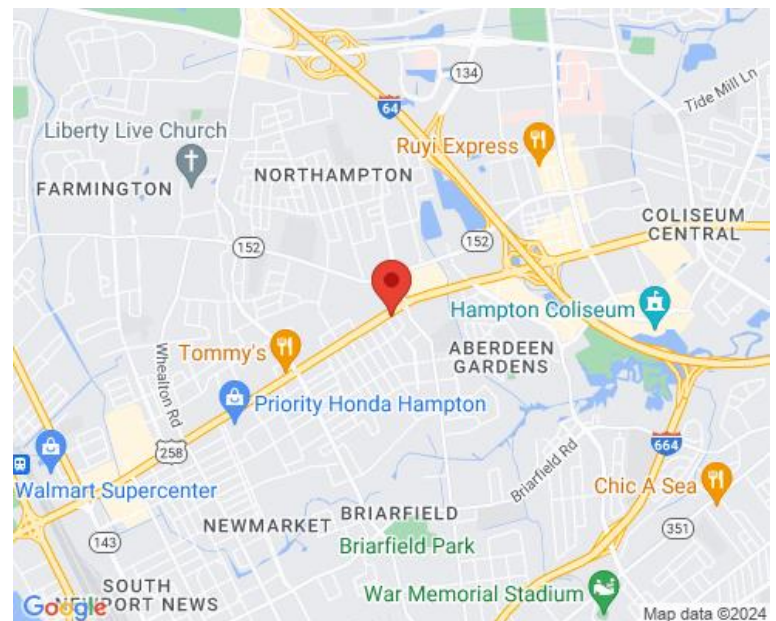 134
Tide Mill Ln
64
Liberty Live Church
Ruyi Express
NORTHAMPTON
FARMINGTON
COLISEUM
CENTRAL
152
152
Hampton Coliseum
Tommy's
ABERDEEN
GARDENS
Whealton Rd
Priority Honda Hampton
258
Briarfield Rd
664
Walmart Supercenter
Chic A Sea
BRIARFIELD
NEWMARKET
351
143
Briarfield Park
SOUTH
NEWPORT NEWS
War Memorial Stadium
Google
Map data ©2024